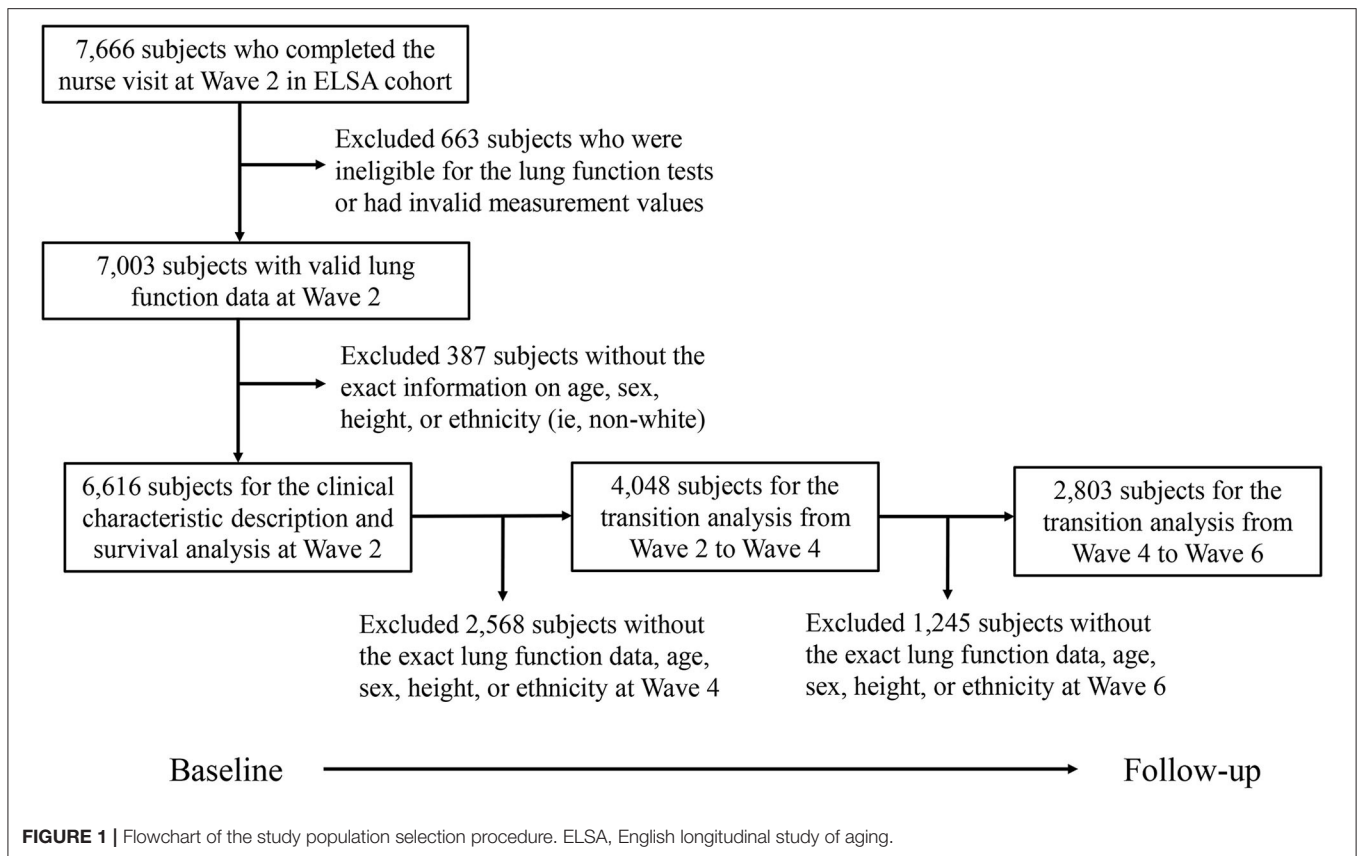 7,666 subjects who completed the
nurse visit at Wave 2 in ELSA cohort
Excluded 663 subjects who were
ineligible for the lung function tests
or had invalid measurement values
7,003 subjects with valid lung
function data at Wave 2
Excluded 387 subjects without the
exact information on age, sex,
height, or ethnicity (ie, non-white)
6,616 subjects for the clinical
characteristic description and
survival analysis at Wave 2
4,048 subjects for the
transition analysis from
Wave 2 to Wave 4
2,803 subjects for the
transition analysis from
Wave 4 to Wave 6
Excluded 2,568 subjects without
the exact lung function data, age,
sex, height, or ethnicity at Wave 4
Excluded 1,245 subjects without
the exact lung function data, age,
sex, height, or ethnicity at Wave 6
Baseline
Follow-up
FIGURE 1 | Flowchart of the study population selection procedure. ELSA, English longitudinal study of aging.